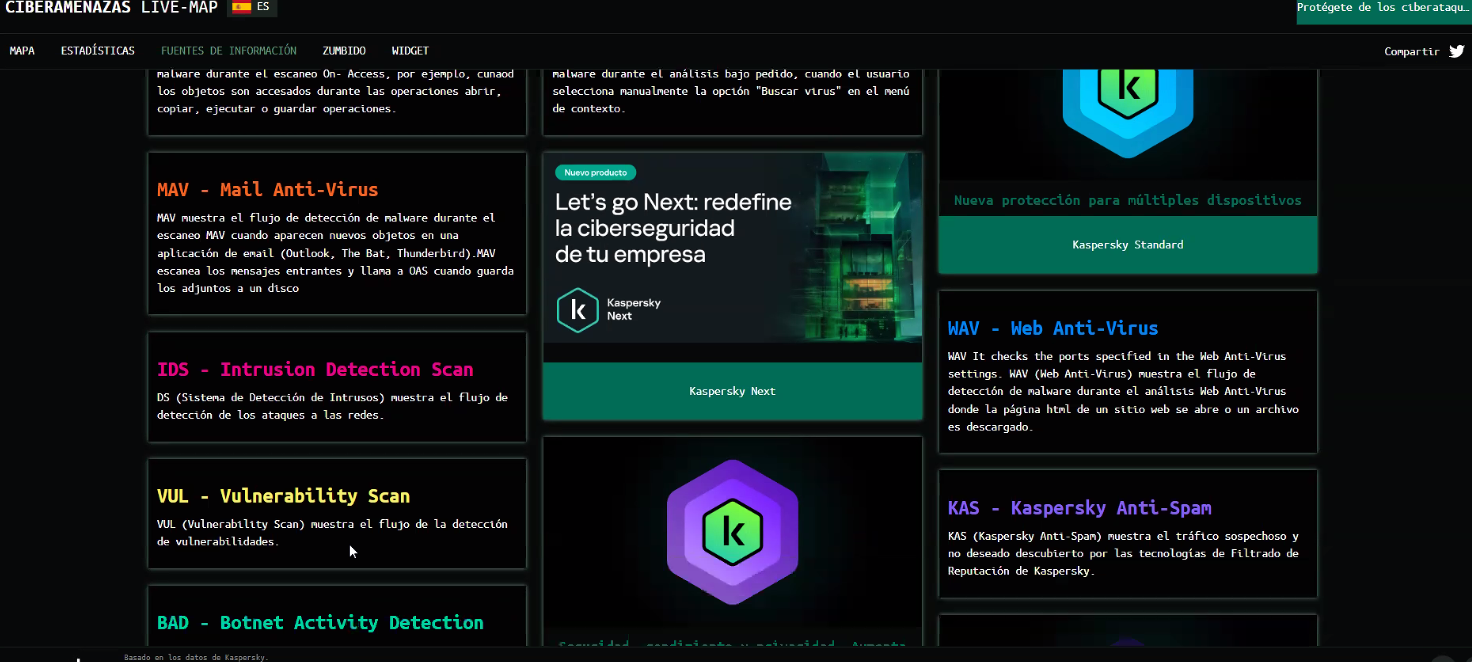 CIBERAMENAZAS LIVE-MAP ES
Protégete de los ciberataqu…
MAPA ESTADÍSTICAS FUENTES DE INFORMACIÓN ZUMBIDO WIDGET
Compartir
malware durante el escaneo On- Access, por ejemplo, cunaod
los objetos son accesados durante las operaciones abrir,
copiar, ejecutar o guardar operaciones.
MAV - Mail Anti-Virus
MAV muestra el flujo de detección de malware durante el
escaneo MAV cuando aparecen nuevos objetos en una
aplicación de email (Outlook, The Bat, Thunderbird).MAV
escanea los mensajes entrantes y llama a OAS cuando guarda
los adjuntos a un disco
IDS - Intrusion Detection Scan
DS (Sistema de Detección de Intrusos) muestra el flujo de
detección de los ataques a las redes.
VUL - Vulnerability Scan
VUL (Vulnerability Scan) muestra el flujo de la detección
de vulnerabilidades.
BAD - Botnet Activity Detection
malware durante el análisis bajo pedido, cuando el usuario
selecciona manualmente la opción "Buscar virus" en el menú
de contexto.
Nuevo producto
Let's go Next: redefine
la ciberseguridad
de tu empresa
k
Kaspersky
Next
Kaspersky Next
k
k
Nueva protección para múltiples dispositivos
Kaspersky Standard
WAV - Web Anti-Virus
WAV It checks the ports specified in the Web Anti-Virus
settings. WAV (Web Anti-Virus) muestra el flujo de
detección de malware durante el análisis Web Anti-Virus
donde la página html de un sitio web se abre o un archivo
es descargado.
KAS - Kaspersky Anti-Spam
KAS (Kaspersky Anti-Spam) muestra el tráfico sospechoso y
no deseado descubierto por las tecnologías de Filtrado de
Reputación de Kaspersky.
Basado en los datos de Kaspersky.